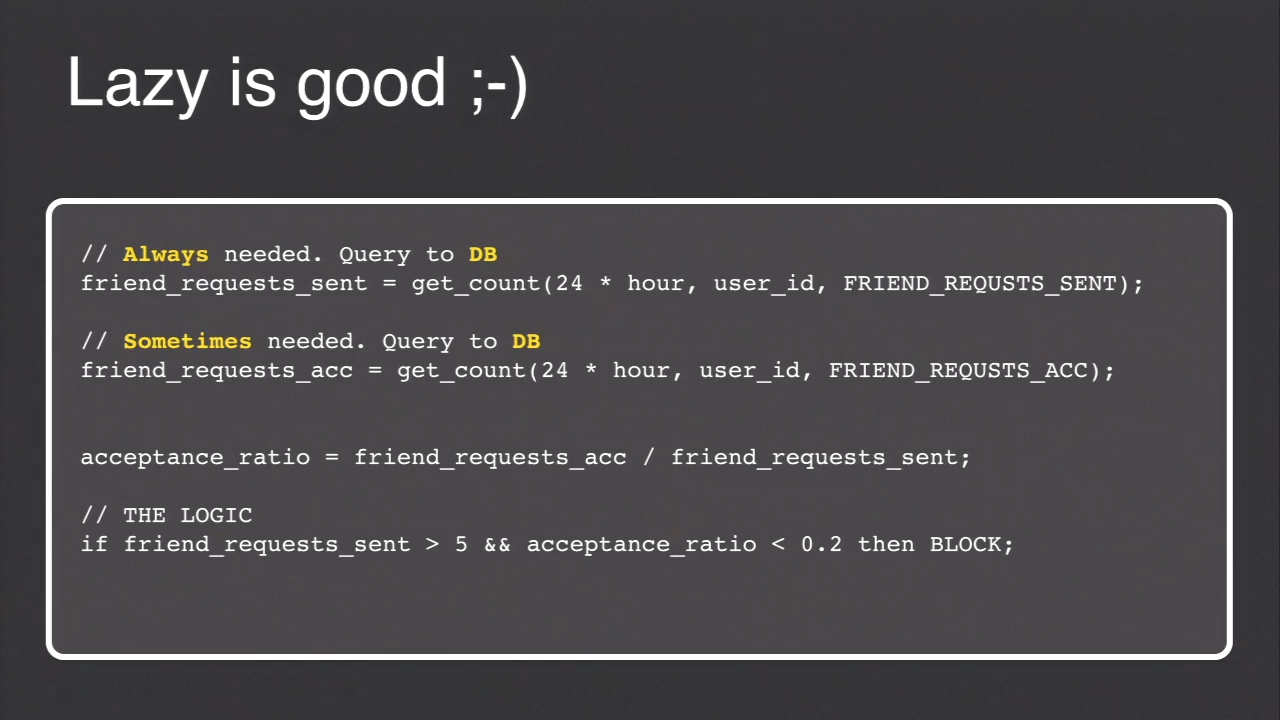 Lazy is good ;-)
// Always needed. Query to DB
friend_requests_sent = get_count(24 * hour, user_id, FRIEND_REQUSTS_SENT);
// Sometimes needed. Query to DB
friend_requests_acc = get_count(24 * hour, user_id, FRIEND_REQUSTS_ACC);
acceptance_ratio = friend_requests_acc / friend_requests_sent;
// THE LOGIC
if friend_requests_sent > 5 && acceptance_ratio < 0.2 then BLOCK;